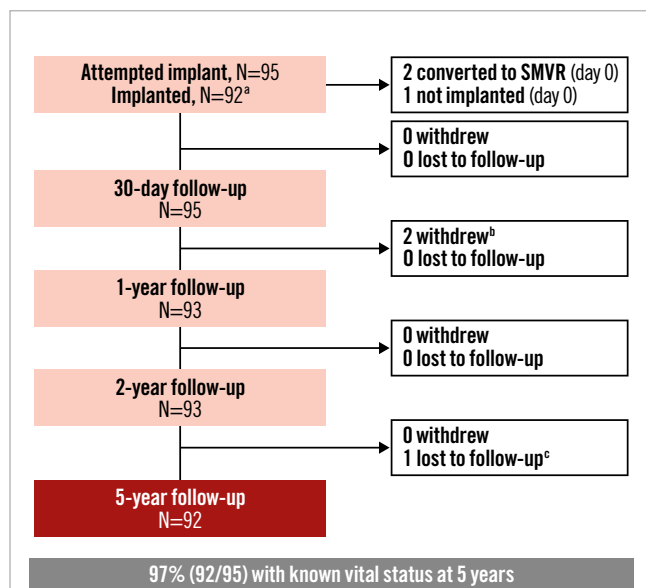 Attempted implant, N=95
Implanted, N=92ª
2 converted to SMVR (day 0)
1 not implanted (day 0)
0 withdrew
0 lost to follow-up
30-day follow-up
N=95
2 withdrewᵇ
0 lost to follow-up
1-year follow-up
N=93
0 withdrew
0 lost to follow-up
2-year follow-up
N=93
0 withdrew
1 lost to follow-upᶜ
5-year follow-up
N=92
97% (92/95) with known vital status at 5 years